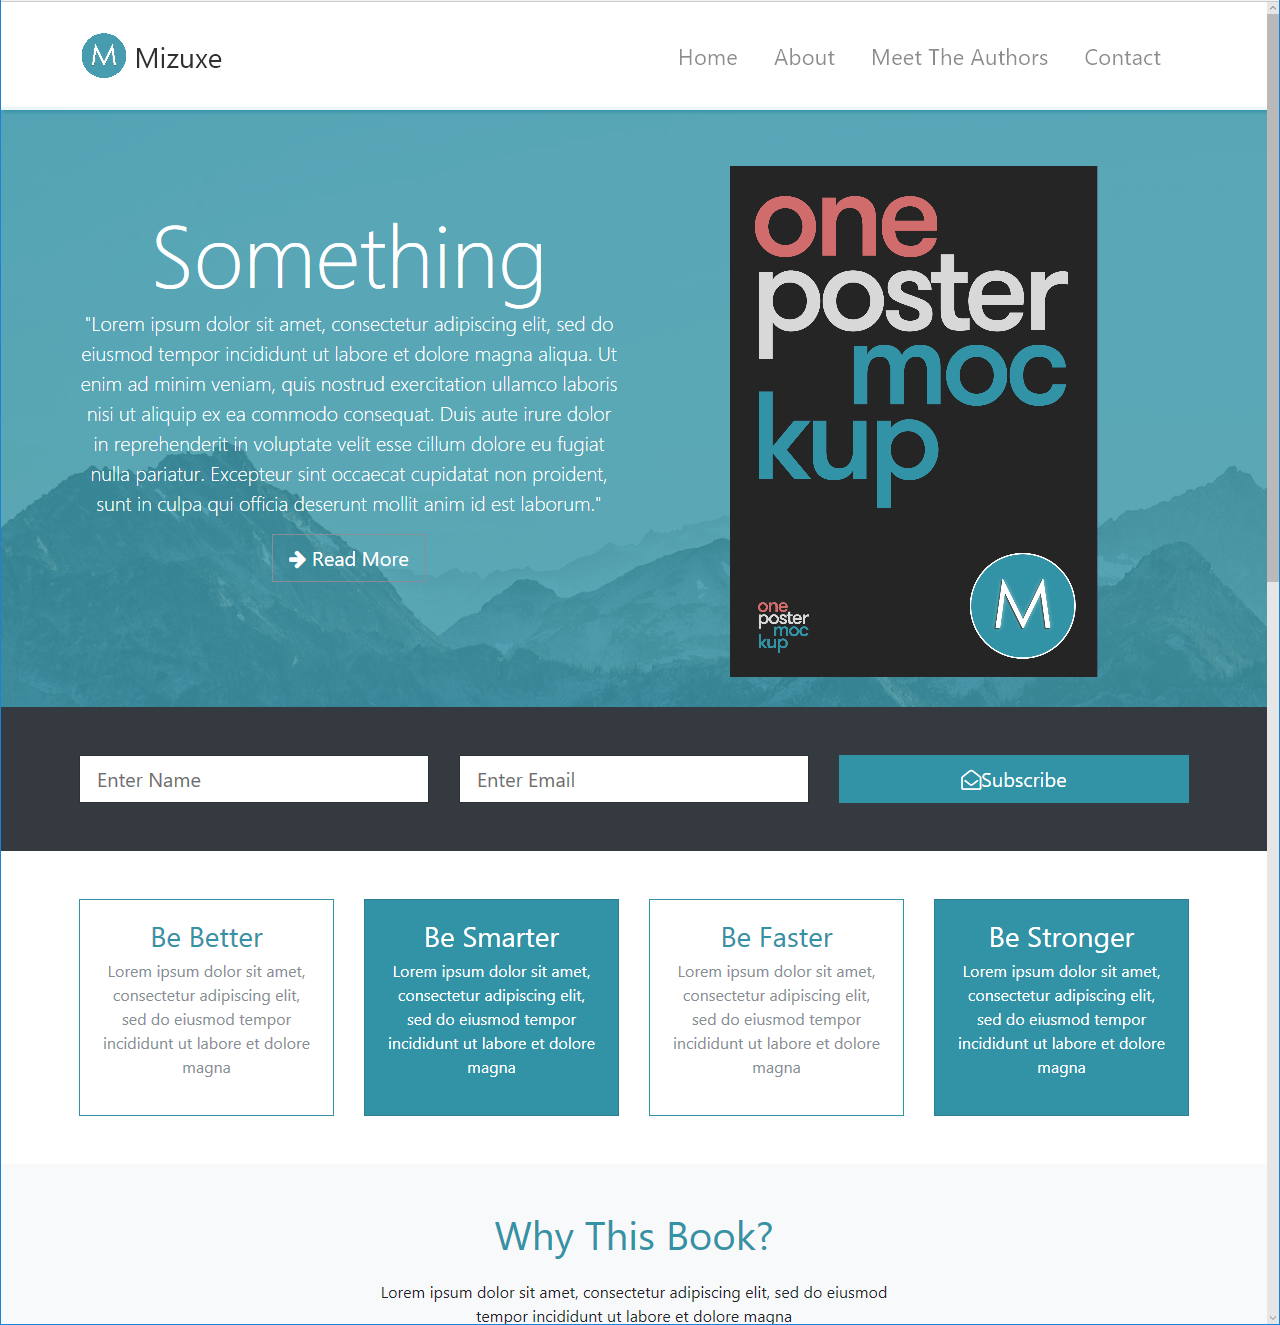 M Mizuxe
Home About Meet The Authors Contact
Something
"Lorem ipsum dolor sit amet, consectetur adipiscing elit, sed do
eiusmod tempor incididunt ut labore et dolore magna aliqua. Ut
enim ad minim veniam, quis nostrud exercitation ullamco laboris
nisi ut aliquip ex ea commodo consequat. Duis aute irure dolor
in reprehenderit in voluptate velit esse cillum dolore eu fugiat
nulla pariatur. Excepteur sint occaecat cupidatat non proident,
sunt in culpa qui officia deserunt mollit anim id est laborum."
Read More
one
poster
moc
kup
one
poster
moc
kup
M
Enter Name
Enter Email
Subscribe
Be Better
Lorem ipsum dolor sit amet,
consectetur adipiscing elit,
sed do eiusmod tempor
incididunt ut labore et dolore
magna
Be Smarter
Lorem ipsum dolor sit amet,
consectetur adipiscing elit,
sed do eiusmod tempor
incididunt ut labore et dolore
magna
Be Faster
Lorem ipsum dolor sit amet,
consectetur adipiscing elit,
sed do eiusmod tempor
incididunt ut labore et dolore
magna
Be Stronger
Lorem ipsum dolor sit amet,
consectetur adipiscing elit,
sed do eiusmod tempor
incididunt ut labore et dolore
magna
Why This Book?
Lorem ipsum dolor sit amet, consectetur adipiscing elit, sed do eiusmod
tempor incididunt ut labore et dolore magna